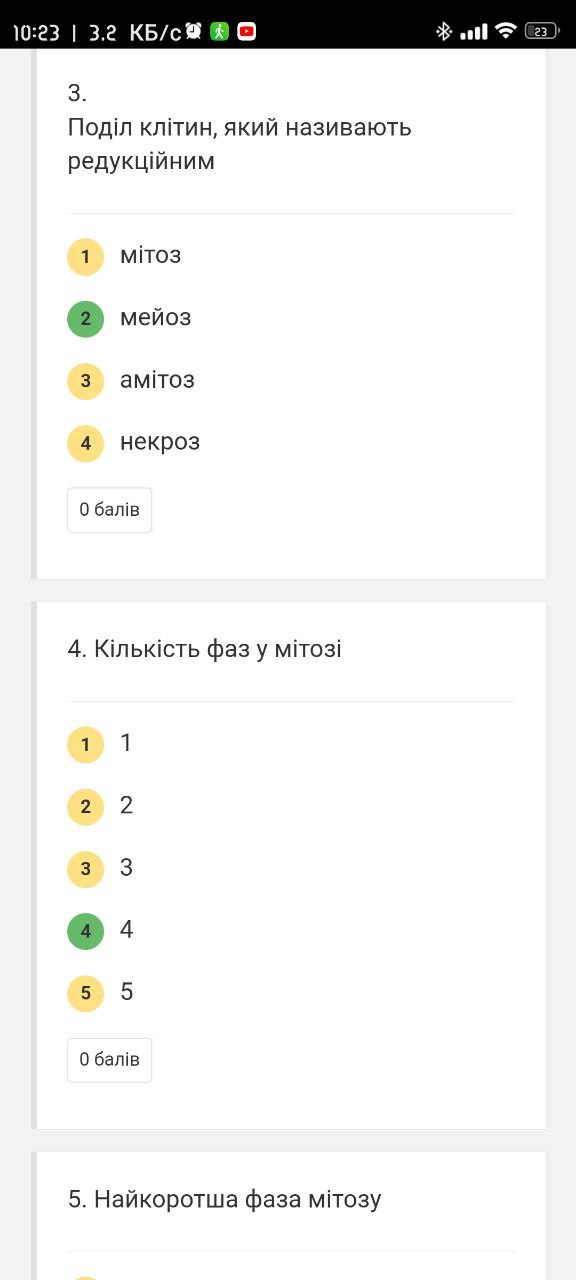 10:23 | 3,2 КБ/с
23
3.
Поділ клітин, який називають
редукційним
1 мітоз
2 мейоз
3 амітоз
4 некроз
0 балів
4. Кількість фаз у мітозі
1 1
2 2
3 3
4 4
5 5
0 балів
5. Найкоротша фаза мітозу